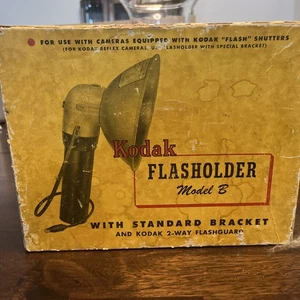 FOR USE WITH CAMERAS EQUIPPED WITH KODAK "FLASH" SHUTTERS
(FOR KODAK REFLEX CAMERAS, FLASHOLDER WITH SPECIAL BRACKET)
Kodak
FLASHOLDER
Model B
WITH STANDARD BRACKET
AND KODAK 2-WAY FLASHGUARD